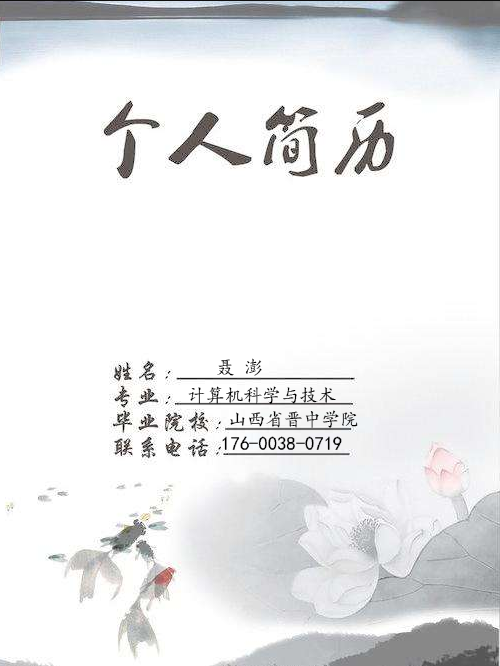 个人简历
姓名：聂 澎
专业：计算机科学与技术
毕业院校：山西省晋中学院
联系电话：176-0038-0719